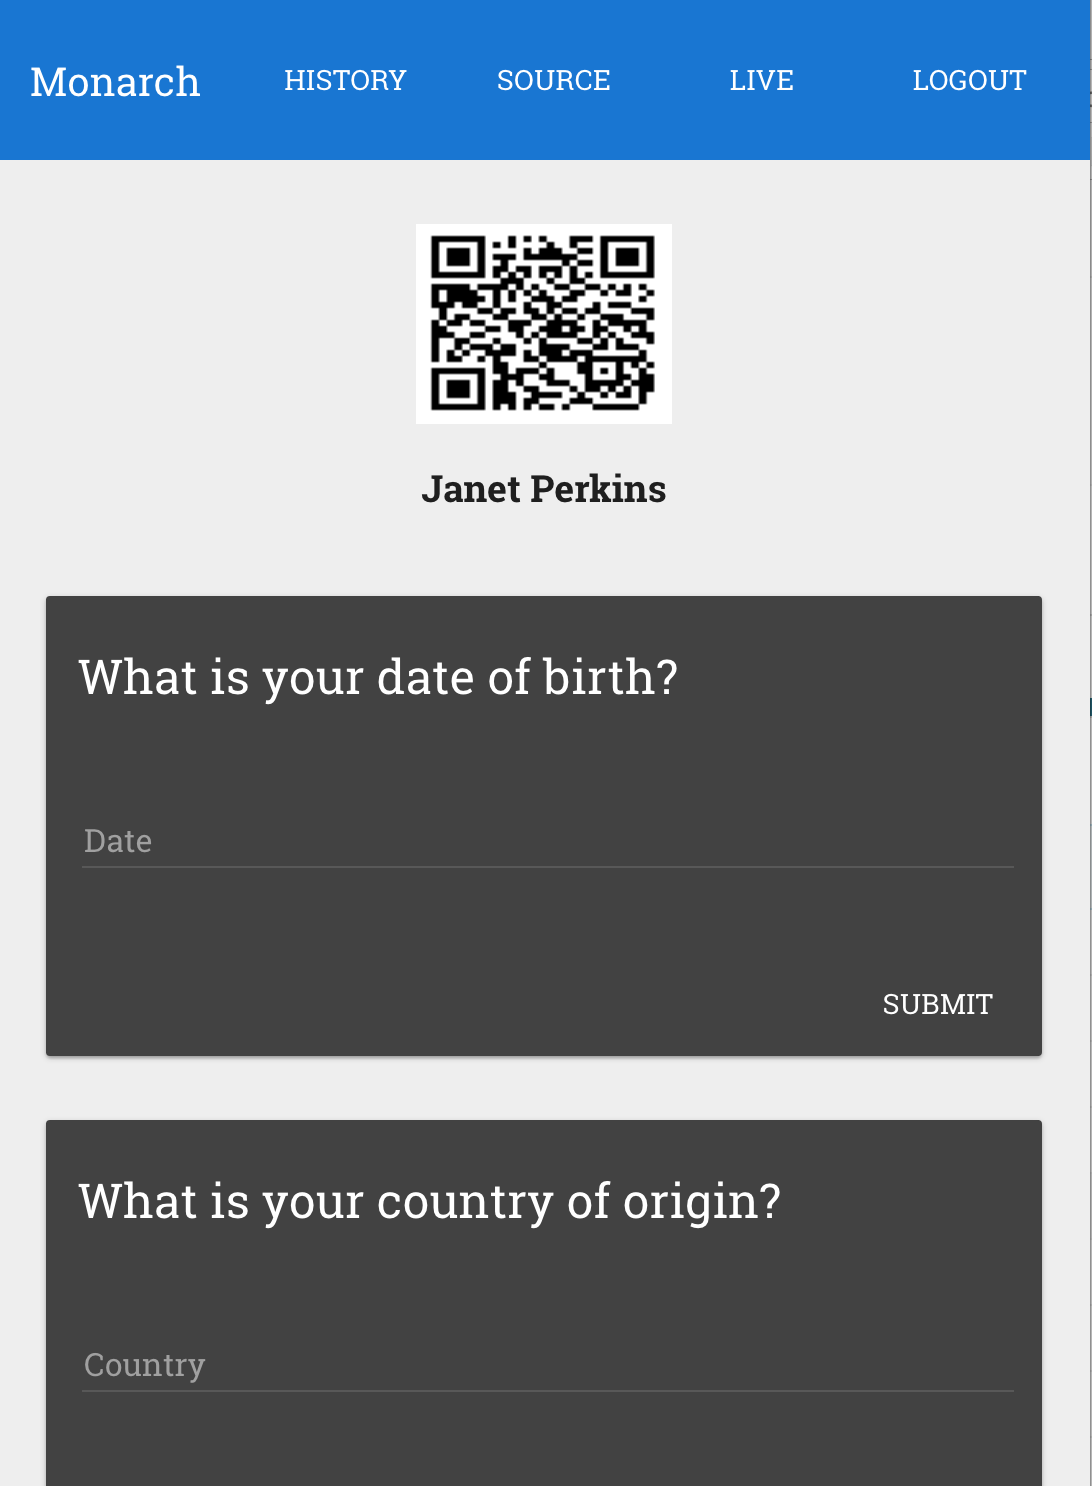 Monarch HISTORY SOURCE LIVE LOGOUT
Janet Perkins
What is your date of birth?
Date
SUBMIT
What is your country of origin?
Country